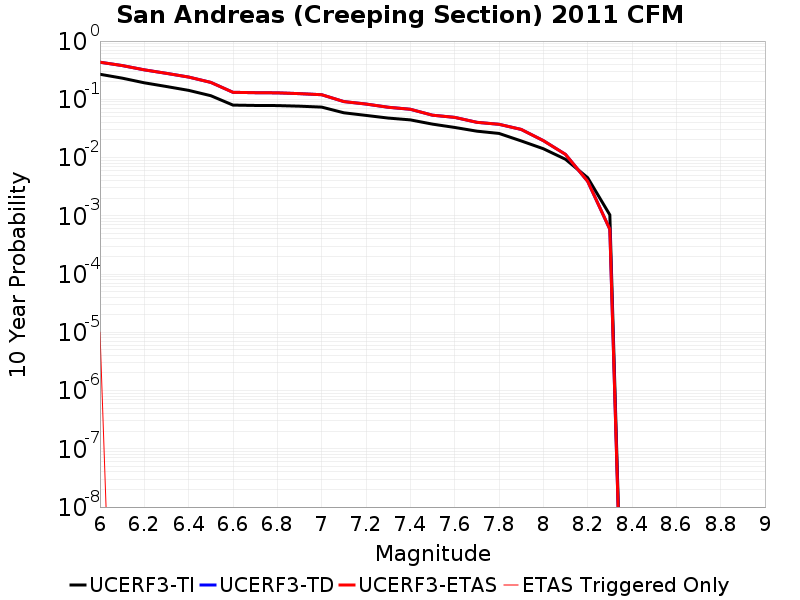 San Andreas (Creeping Section) 2011 CFM
10 Year Probability
10^0
10^-1
10^-2
10^-3
10^-4
10^-5
10^-6
10^-7
10^-8
6 6.2 6.4 6.6 6.8 7 7.2 7.4 7.6 7.8 8 8.2 8.4 8.6 8.8 9
Magnitude
UCERF3-TI UCERF3-TD UCERF3-ETAS ETAS Triggered Only